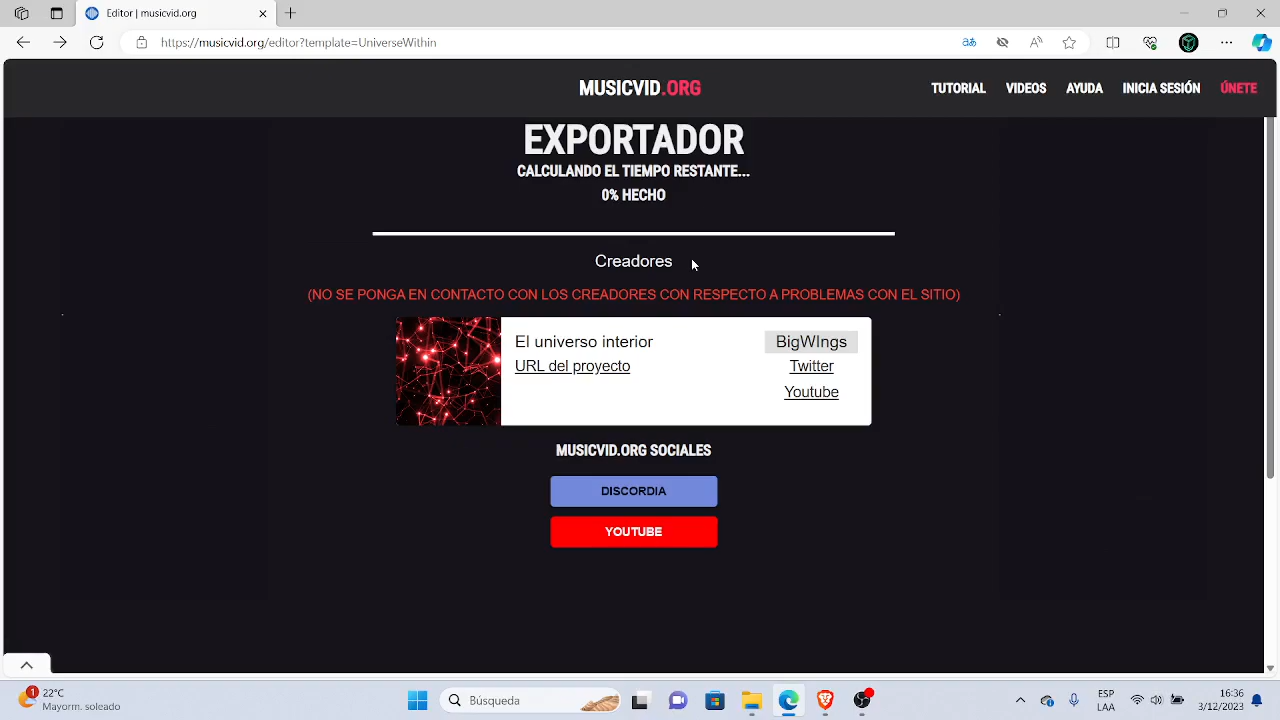 Editor | musicvid.org
https://musicvid.org/editor?template=UniverseWithin
MUSICVID.ORG
TUTORIAL VIDEOS AYUDA INICIA SESIÓN ÚNETE
EXPORTADOR
CALCULANDO EL TIEMPO RESTANTE...
0% HECHO
Creadores
(NO SE PONGA EN CONTACTO CON LOS CREADORES CON RESPECTO A PROBLEMAS CON EL SITIO)
El universo interior
BigWIngs
URL del proyecto
Twitter
Youtube
MUSICVID.ORG SOCIALES
DISCORDIA
YOUTUBE
1
22°C
Mayorm. soleado
Búsqueda
ESP
LAA
16:36
3/12/2023